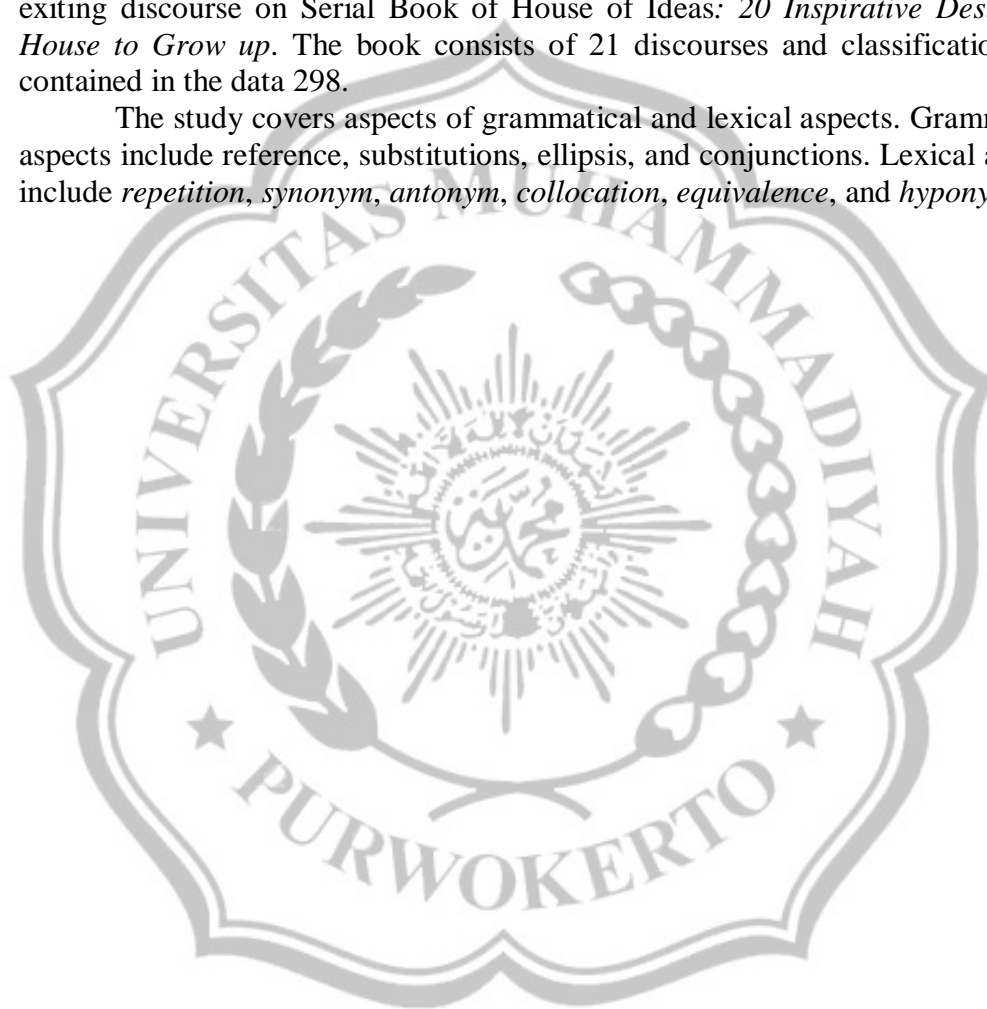 exiting discourse on Serial Book of House of Ideas: 20 Inspirative Des
House to Grow up. The book consists of 21 discourses and classificatio
contained in the data 298.
The study covers aspects of grammatical and lexical aspects. Gramm
aspects include reference, substitutions, ellipsis, and conjunctions. Lexical a
include repetition, synonym, antonym, collocation, equivalence, and hypony
UNIVERSITAS MUHAMMADIYAH
PURWOKERTO